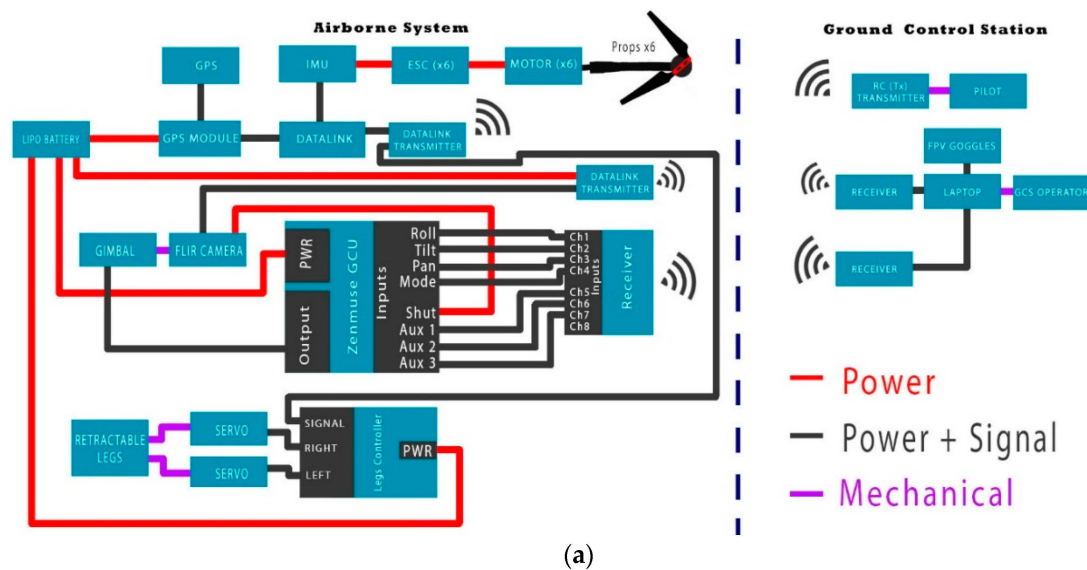 Airborne System
Ground Control Station
Props x6
GPS
IMU
ESC (x6)
MOTOR (x6)
RC (Tx)
TRANSMITTER
PILOT
LIPO BATTERY
GPS MODULE
DATALINK
DATALINK
TRANSMITTER
FPV GOGGLES
DATALINK
TRANSMITTER
RECEIVER
LAPTOP
GCS OPERATOR
GIMBAL
FLIR CAMERA
PWR
Output
Zenmuse GCU
Inputs
Roll
Tilt
Pan
Mode
Shut
Aux 1
Aux 2
Aux 3
Ch1
Ch2
Ch3
Ch4
Ch5
Ch6
Ch7
Ch8
Inputs
Receiver
RECEIVER
RETRACTABLE
LEGS
SERVO
SERVO
SIGNAL
RIGHT
LEFT
Legs Controller
PWR
Power
Power + Signal
Mechanical
(a)